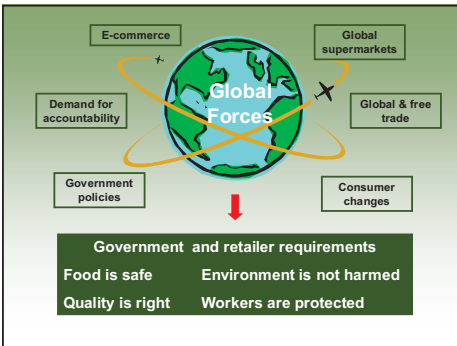 E-commerce
Global
supermarkets
Global
Forces
Demand for
accountability
Global & free
trade
Government
policies
Consumer
changes
Government and retailer requirements
Food is safe Environment is not harmed
Quality is right Workers are protected